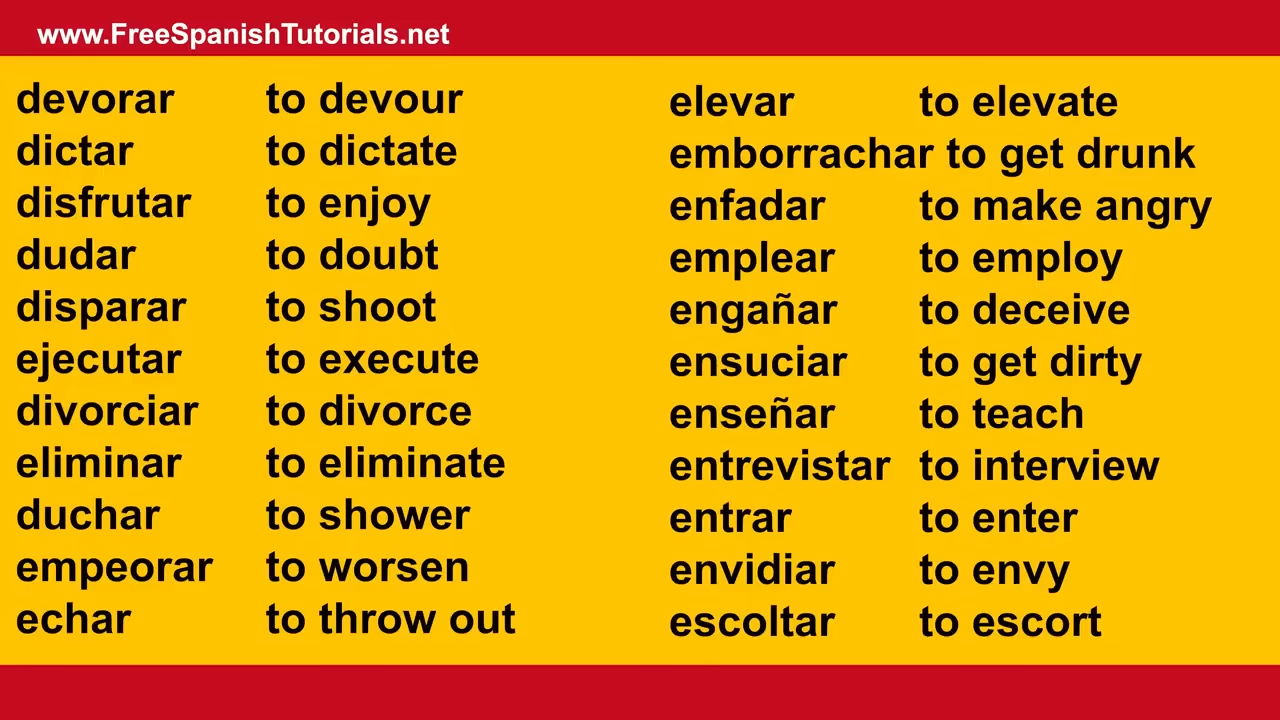 www.FreeSpanishTutorials.net
devorar to devour
dictar to dictate
disfrutar to enjoy
dudar to doubt
disparar to shoot
ejecutar to execute
divorciar to divorce
eliminar to eliminate
duchar to shower
empeorar to worsen
echar to throw out
elevar to elevate
emborrachar to get drunk
enfadar to make angry
emplear to employ
engañar to deceive
ensuciar to get dirty
enseñar to teach
entrevistar to interview
entrar to enter
envidiar to envy
escoltar to escort